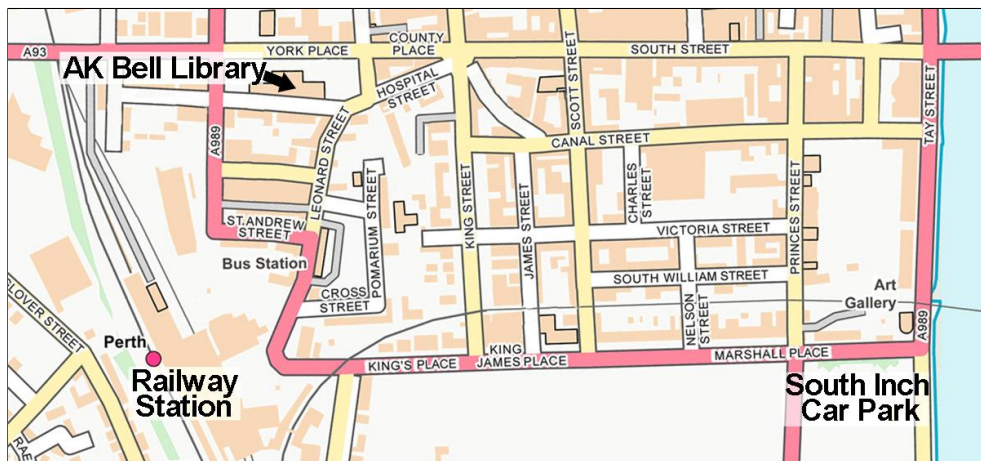 A93
YORK PLACE
COUNTY
PLACE
SOUTH STREET
AK Bell Library
HOSPITAL
STREET
SCOTT STREET
TAY STREET
A989
LEONARD STREET
CANAL STREET
POMARIUM STREET
KING STREET
JAMES STREET
CHARLES
STREET
PRINCES STREET
ST.ANDREW
STREET
VICTORIA STREET
Bus Station
SOUTH WILLIAM STREET
CROSS
STREET
Art
Gallery
NELSON
STREET
A989
GLOVER STREET
Perth
Railway
Station
KING'S PLACE
KING
JAMES PLACE
MARSHALL PLACE
South Inch
Car Park
RAE